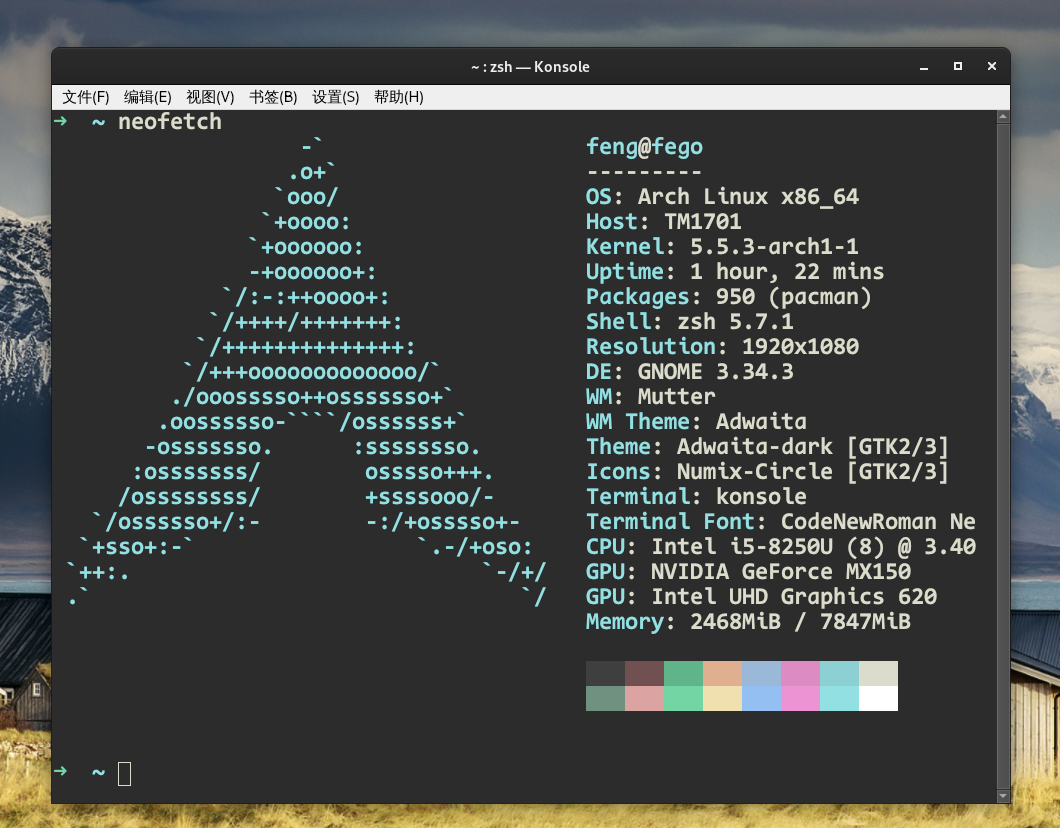 ~ : zsh — Konsole
文件(F) 编辑(E) 视图(V) 书签(B) 设置(S) 帮助(H)
➜ ~ neofetch
                  -`
                 .o+`
                `ooo/
               `+oooo:
              `+oooooo:
              -+oooooo+:
            `/:-:++oooo+:
           `/++++/+++++++:
          `/++++++++++++++:
         `/+++ooooooooooooo/`
        ./ooosssso++osssssso+`
       .oossssso-````/ossssss+`
      -osssssso.      :ssssssso.
     :osssssss/        osssso+++.
    /ossssssss/        +ssssooo/-
  `/ossssso+/:-        -:/+osssso+-
 `+sso+:-`                 `.-/+oso:
`++:.                           `-/+/
.`                                 `/
feng@fego
---------
OS: Arch Linux x86_64
Host: TM1701
Kernel: 5.5.3-arch1-1
Uptime: 1 hour, 22 mins
Packages: 950 (pacman)
Shell: zsh 5.7.1
Resolution: 1920x1080
DE: GNOME 3.34.3
WM: Mutter
WM Theme: Adwaita
Theme: Adwaita-dark [GTK2/3]
Icons: Numix-Circle [GTK2/3]
Terminal: konsole
Terminal Font: CodeNewRoman Ne
CPU: Intel i5-8250U (8) @ 3.40
GPU: NVIDIA GeForce MX150
GPU: Intel UHD Graphics 620
Memory: 2468MiB / 7847MiB
➜ ~